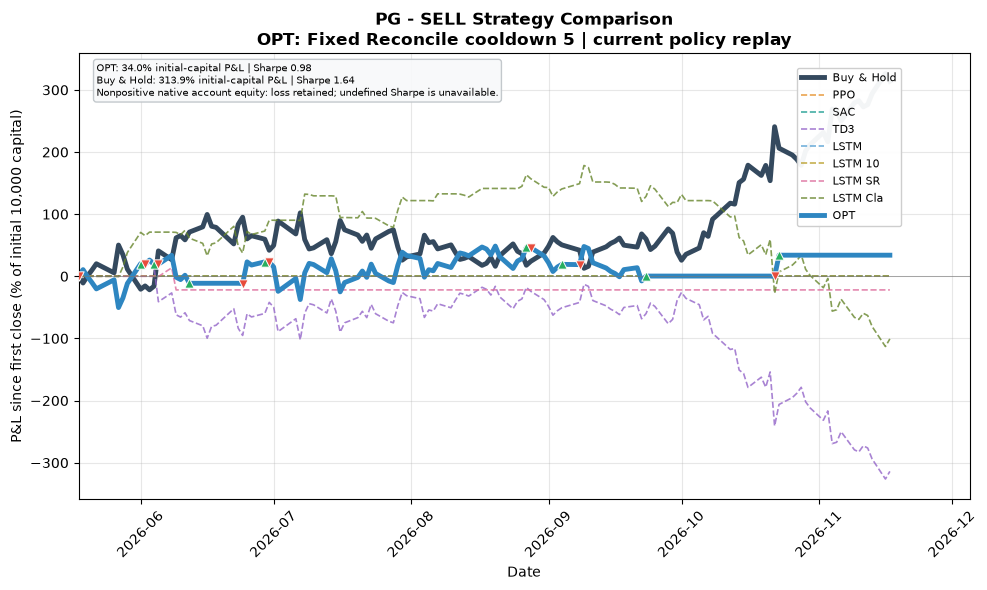 PG - SELL Strategy Comparison
OPT: Fixed Reconcile cooldown 5 | current policy replay
OPT: 34.0% initial-capital P&L | Sharpe 0.98
Buy & Hold: 313.9% initial-capital P&L | Sharpe 1.64
Nonpositive native account equity: loss retained; undefined Sharpe is unavailable.
Buy & Hold
PPO
SAC
TD3
LSTM
LSTM 10
LSTM SR
LSTM Cla
OPT
P&L since first close (% of initial 10,000 capital)
300
200
100
0
−100
−200
−300
2026-06
2026-07
2026-08
2026-09
2026-10
2026-11
2026-12
Date